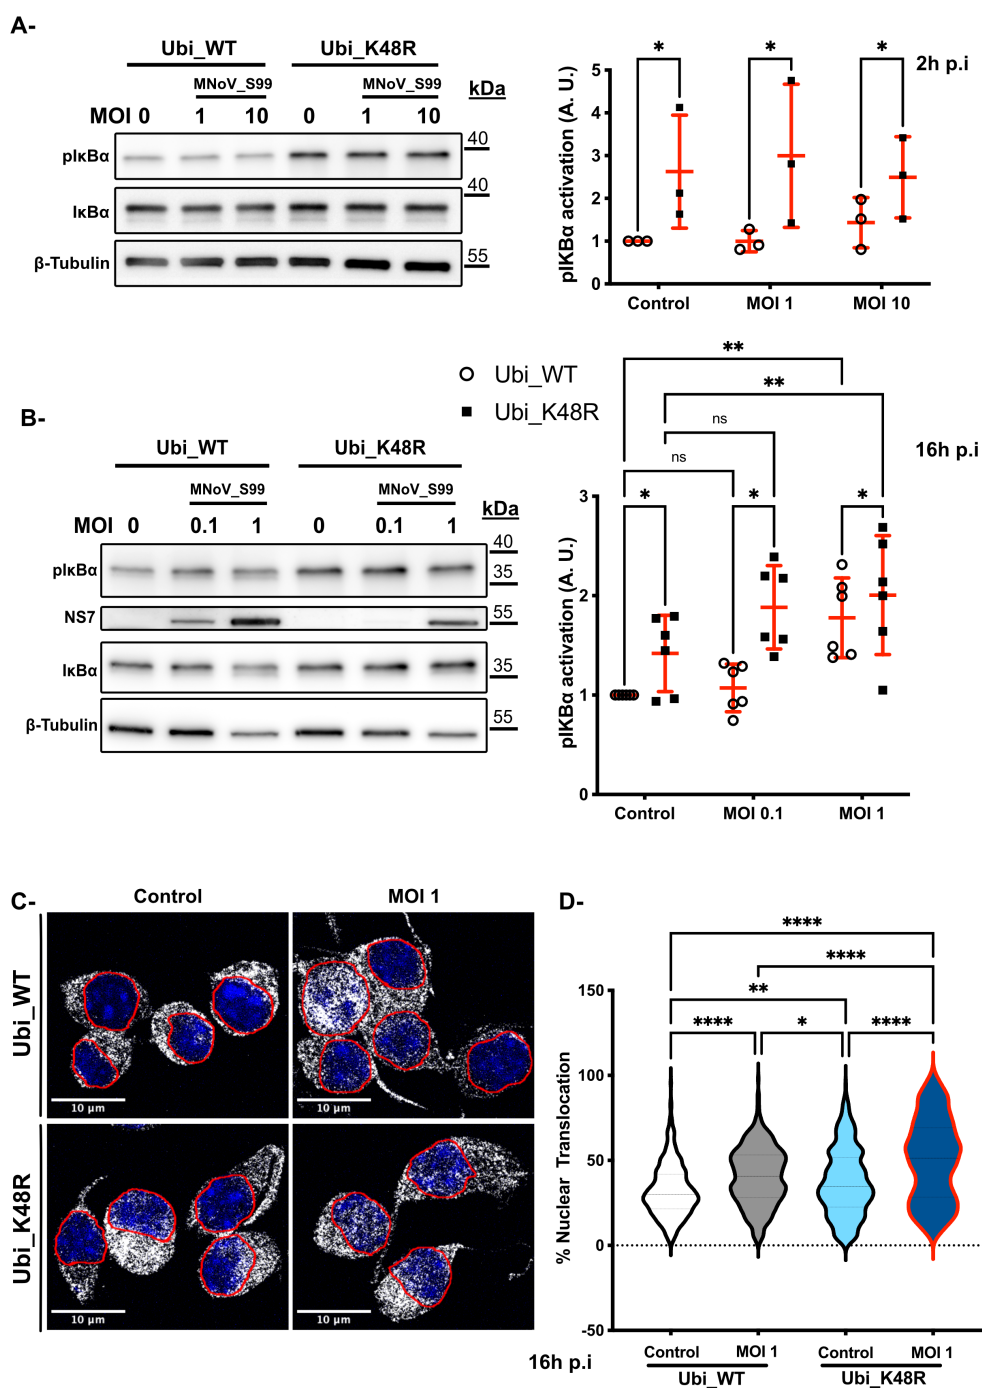 A-
Ubi_WT Ubi_K48R
MNoV_S99 MNoV_S99
kDa
MOI 0 1 10 0 1 10
pIκBα 40
IκBα 40
β-Tubulin 55
pIKBα activation (A. U.)
5
4
3
2
1
0
* * *
2h p.i
Control MOI 1 MOI 10
Ubi_WT
Ubi_K48R
B-
Ubi_WT Ubi_K48R
MNoV_S99 MNoV_S99
kDa
MOI 0 0.1 1 0 0.1 1
pIκBα 40
35
NS7 55
IκBα 35
β-Tubulin 55
16h p.i
**
**
ns
ns
* * *
pIKBα activation (A. U.)
3
2
1
0
Control MOI 0.1 MOI 1
C-
Control MOI 1
Ubi_WT
10 µm 10 µm
Ubi_K48R
10 µm 10 µm
16h p.i
D-
****
****
**
**** * ****
% Nuclear Translocation
150
100
50
0
-50
Control MOI 1 Control MOI 1
Ubi_WT Ubi_K48R